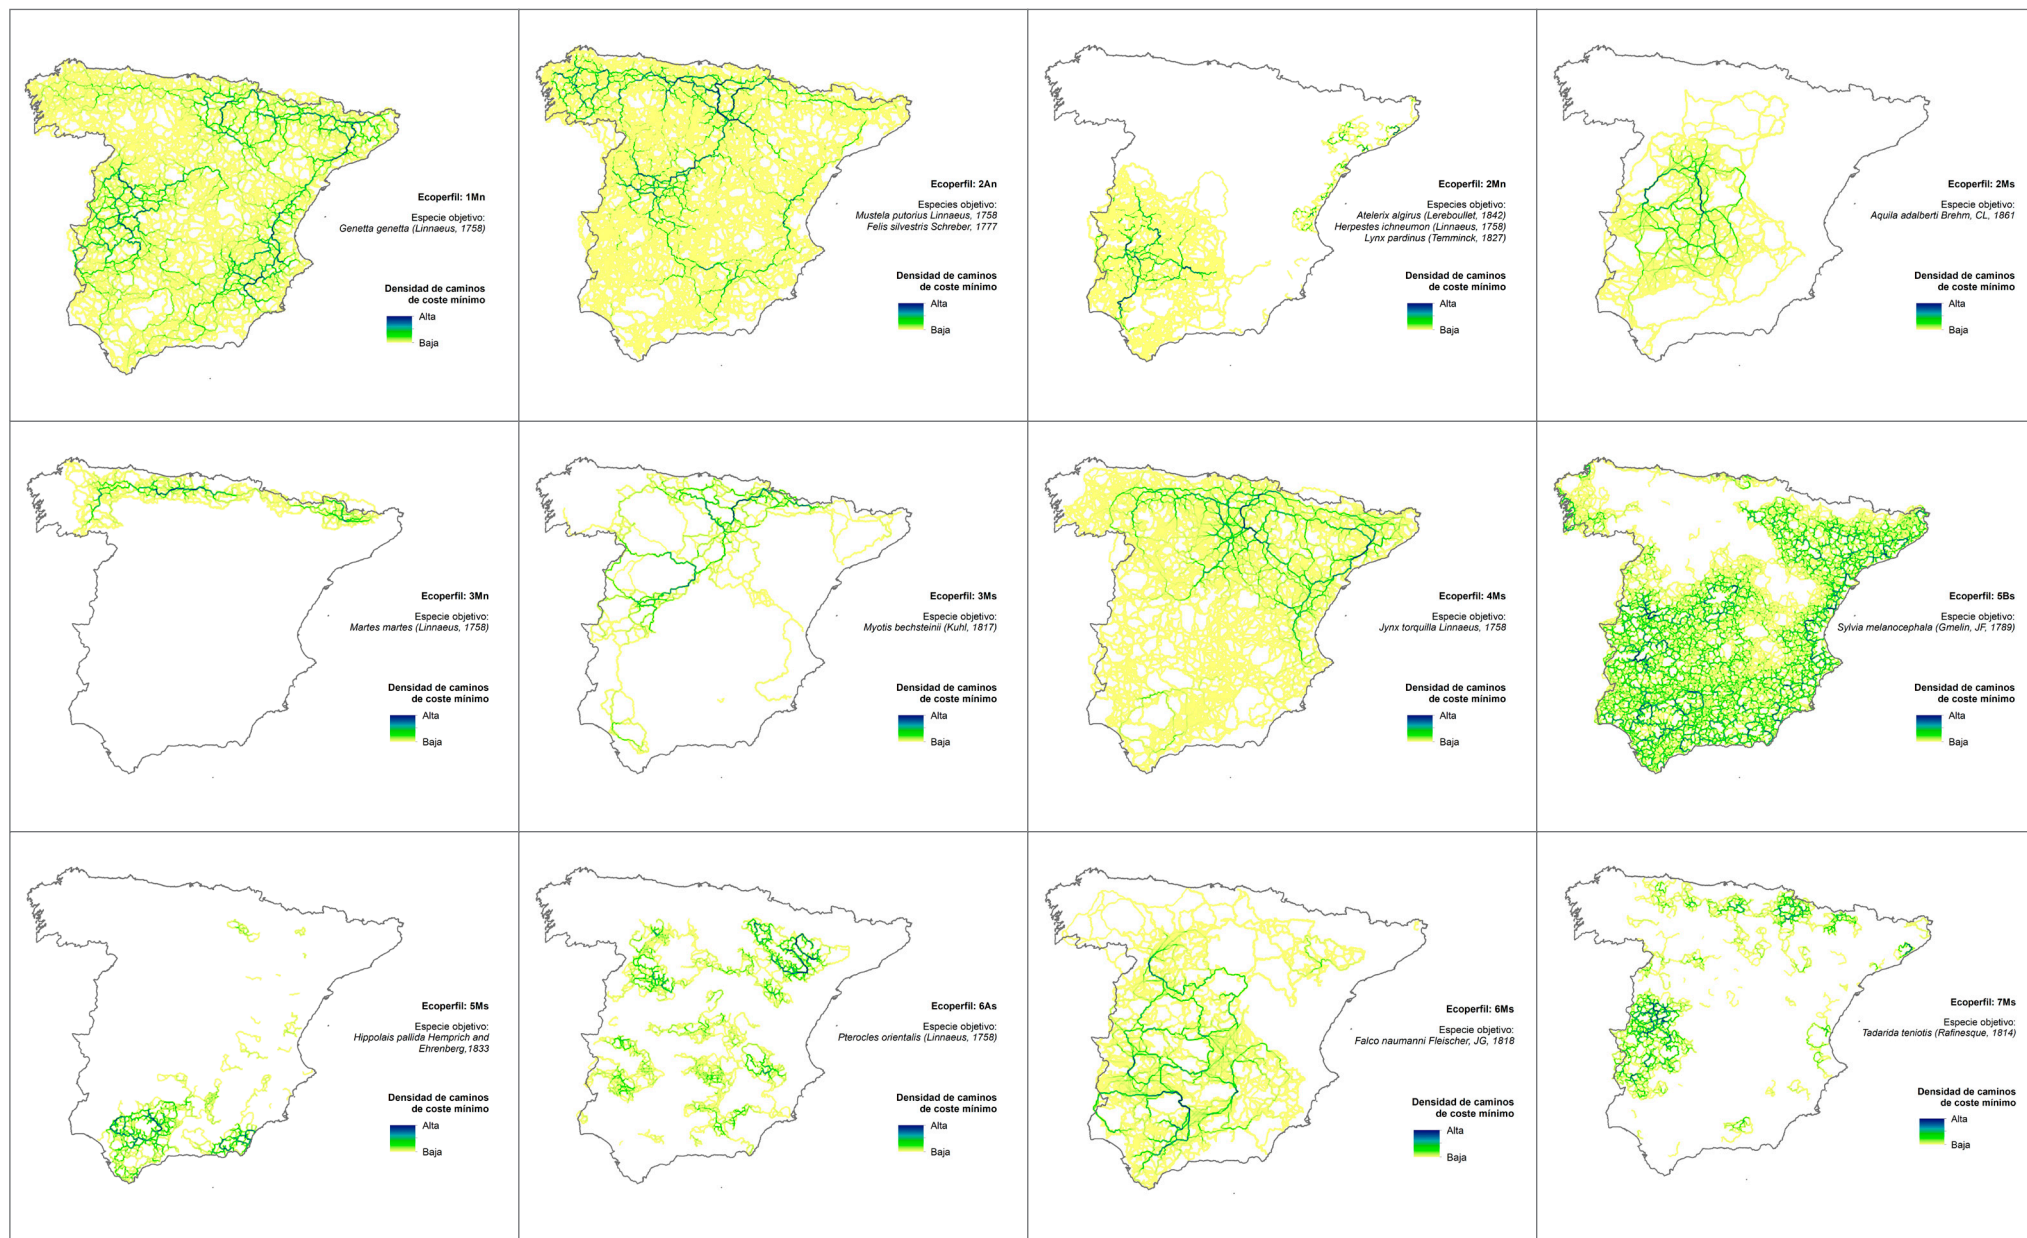 Ecoperfil: 1Mn
Especie objetivo:
Genetta genetta (Linnaeus, 1758)
Densidad de caminos
de coste mínimo
Alta
Baja
Ecoperfil: 2An
Especies objetivo:
Mustela putorius Linnaeus, 1758
Felis silvestris Schreber, 1777
Densidad de caminos
de coste mínimo
Alta
Baja
Ecoperfil: 2Mn
Especies objetivo:
Atelerix algirus (Lereboullet, 1842)
Herpestes ichneumon (Linnaeus, 1758)
Lynx pardinus (Temminck, 1827)
Densidad de caminos
de coste mínimo
Alta
Baja
Ecoperfil: 2Ms
Especie objetivo:
Aquila adalberti Brehm, CL, 1861
Densidad de caminos
de coste mínimo
Alta
Baja
Ecoperfil: 3Mn
Especie objetivo:
Martes martes (Linnaeus, 1758)
Densidad de caminos
de coste mínimo
Alta
Baja
Ecoperfil: 3Ms
Especie objetivo:
Myotis bechsteinii (Kuhl, 1817)
Densidad de caminos
de coste mínimo
Alta
Baja
Ecoperfil: 4Ms
Especie objetivo:
Jynx torquilla Linnaeus, 1758
Densidad de caminos
de coste mínimo
Alta
Baja
Ecoperfil: 5Bs
Especie objetivo:
Sylvia melanocephala (Gmelin, JF, 1789)
Densidad de caminos
de coste mínimo
Alta
Baja
Ecoperfil: 5Ms
Especie objetivo:
Hippolais pallida Hemprich and
Ehrenberg,1833
Densidad de caminos
de coste mínimo
Alta
Baja
Ecoperfil: 6As
Especie objetivo:
Pterocles orientalis (Linnaeus, 1758)
Densidad de caminos
de coste mínimo
Alta
Baja
Ecoperfil: 6Ms
Especie objetivo:
Falco naumanni Fleischer, JG, 1818
Densidad de caminos
de coste mínimo
Alta
Baja
Ecoperfil: 7Ms
Especie objetivo:
Tadarida teniotis (Rafinesque, 1814)
Densidad de caminos
de coste mínimo
Alta
Baja